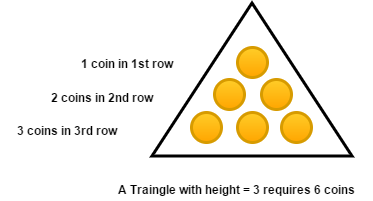 1 coin in 1st row
2 coins in 2nd row
3 coins in 3rd row
A Traingle with height = 3 requires 6 coins